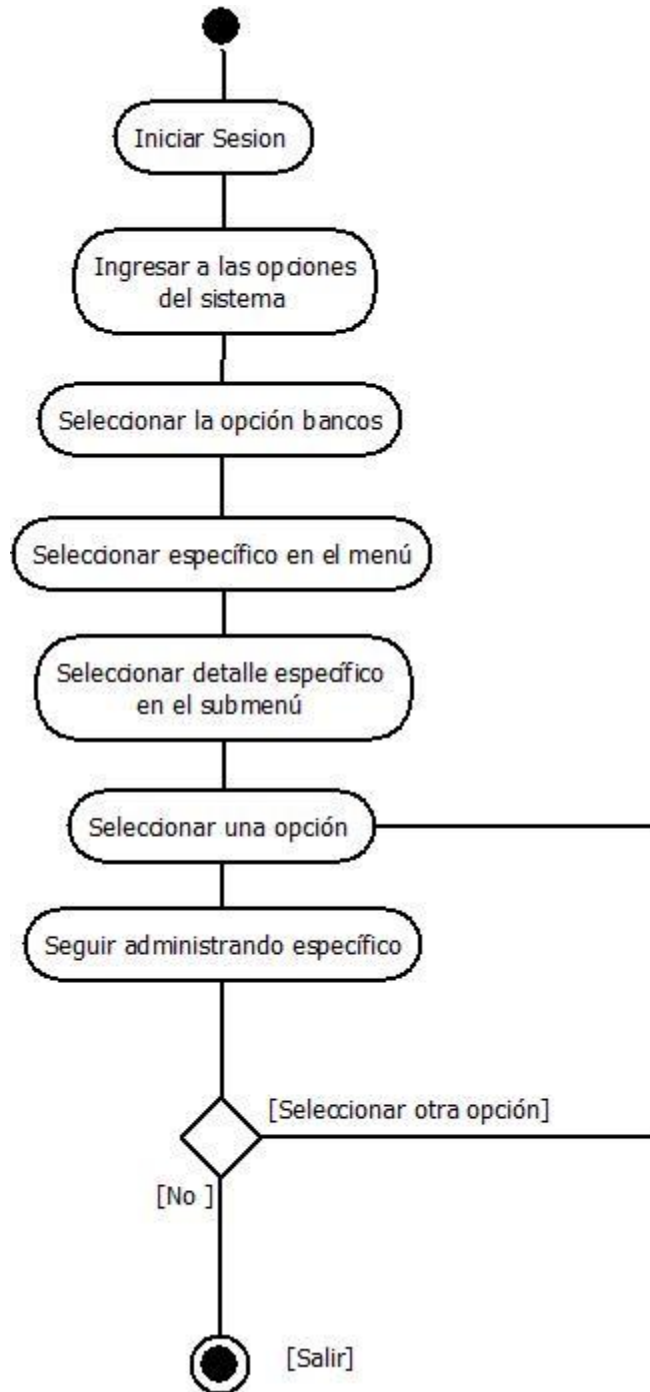 Iniciar Sesion
Ingresar a las opciones
del sistema
Seleccionar la opción bancos
Seleccionar específico en el menú
Seleccionar detalle específico
en el submenú
Seleccionar una opción
Seguir administrando específico
[Seleccionar otra opción]
[No ]
[Salir]